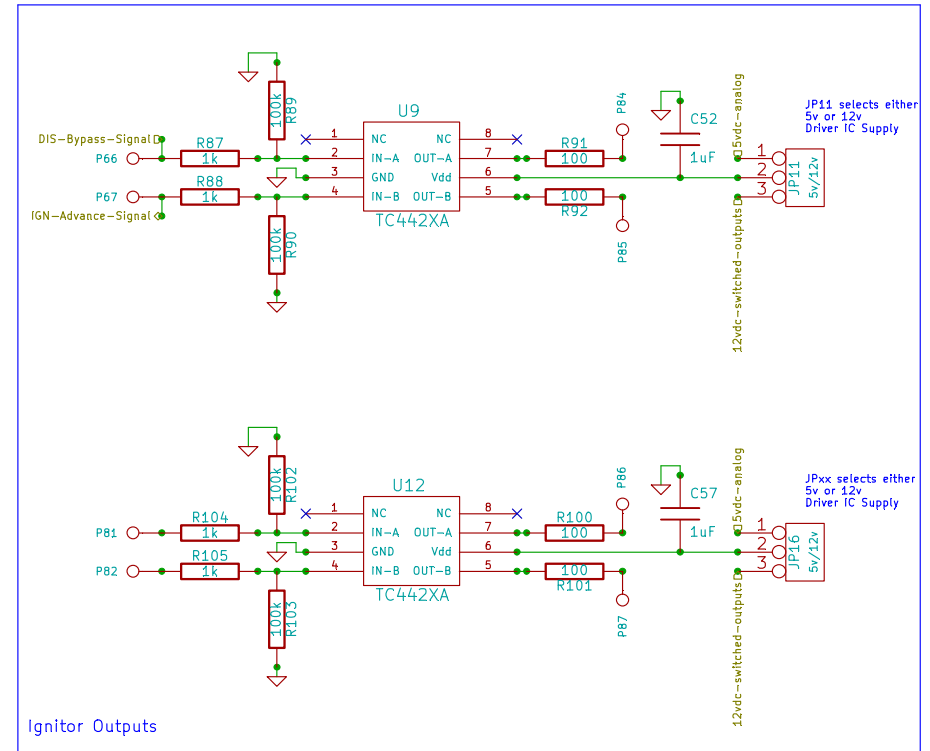 JP11 selects either
5v or 12v
Driver IC Supply
5vdc-analog
P84
C52
1uF
U9
100k
R89
DIS-Bypass-Signal
P66
R87
1k
1
NC
NC
8
2
IN-A
OUT-A
7
R91
100
3
GND
Vdd
6
1
2
3
JP11
5v/12v
P67
R88
1k
4
IN-B
OUT-B
5
100
R92
IGN-Advance-Signal
TC442XA
100k
R90
P85
12vdc-switched-outputs
JPxx selects either
5v or 12v
Driver IC Supply
5vdc-analog
P86
C57
1uF
U12
100k
R102
1
NC
NC
8
P81
R104
1k
2
IN-A
OUT-A
7
R100
100
3
GND
Vdd
6
1
2
3
JP16
5v/12v
P82
R105
1k
4
IN-B
OUT-B
5
100
R101
TC442XA
100k
R103
P87
12vdc-switched-outputs
Ignitor Outputs